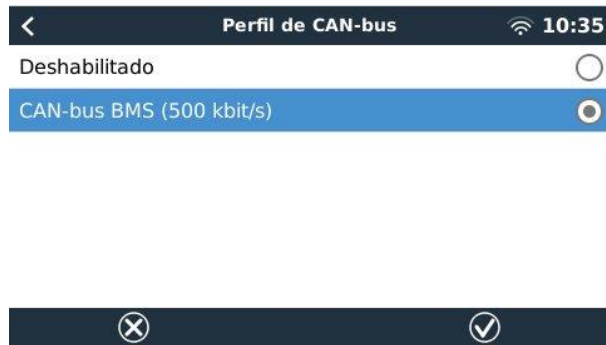 Perfil de CAN-bus 10:35
Deshabilitado
CAN-bus BMS (500 kbit/s)